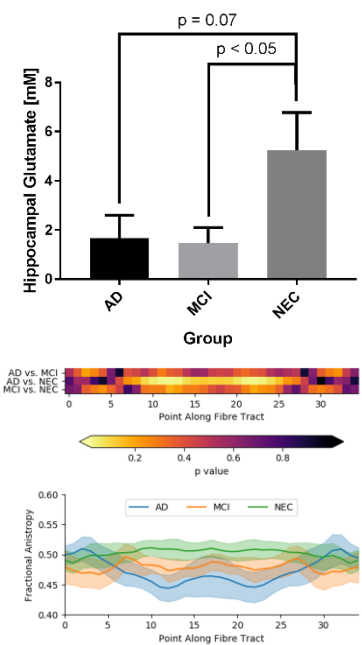 p = 0.07
p < 0.05
Hippocampal Glutamate [mM]
8
6
4
2
0
AD
MCI
NEC
Group
AD vs. MCI
AD vs. NEC
MCI vs. NEC
0 5 10 15 20 25 30
Point Along Fibre Tract
0.2 0.4 0.6 0.8
p value
Fractional Anistropy
0.60
0.55
0.50
0.45
0.40
AD MCI NEC
0 5 10 15 20 25 30
Point Along Fibre Tract